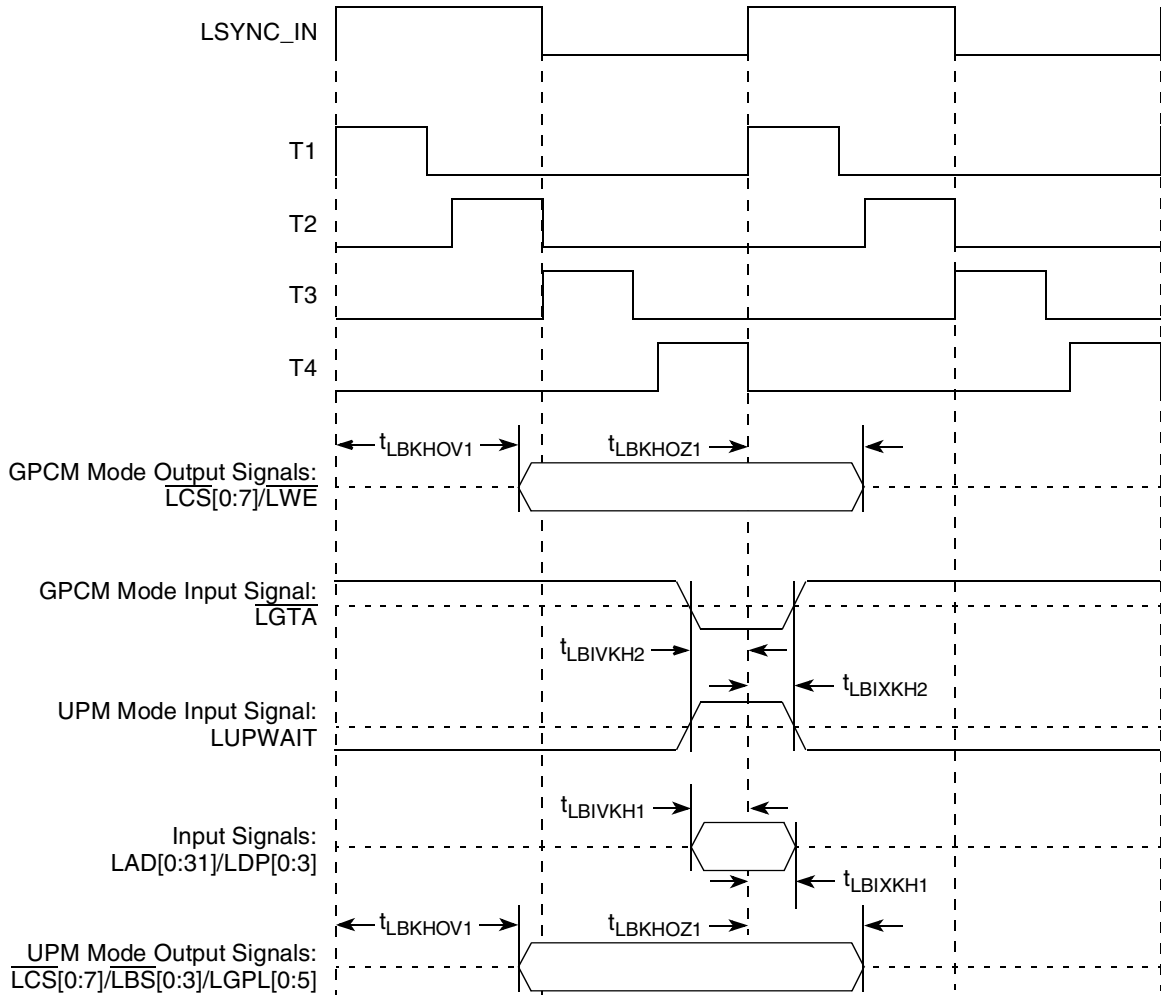 LSYNC_IN
T1
T2
T3
T4
tLBKHOV1
tLBKHOZ1
GPCM Mode Output Signals:
LCS[0:7]/LWE
GPCM Mode Input Signal:
LGTA
tLBIVKH2
tLBIXKH2
UPM Mode Input Signal:
LUPWAIT
tLBIVKH1
Input Signals:
LAD[0:31]/LDP[0:3]
tLBIXKH1
tLBKHOV1
tLBKHOZ1
UPM Mode Output Signals:
LCS[0:7]/LBS[0:3]/LGPL[0:5]